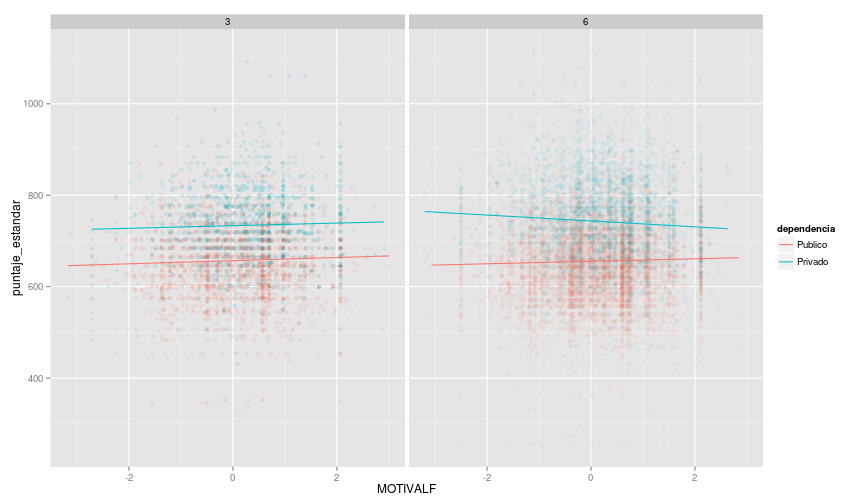 3
6
puntaje_estandar
1000
800
600
400
-2
0
2
-2
0
2
MOTIVALF
dependencia
Publico
Privado